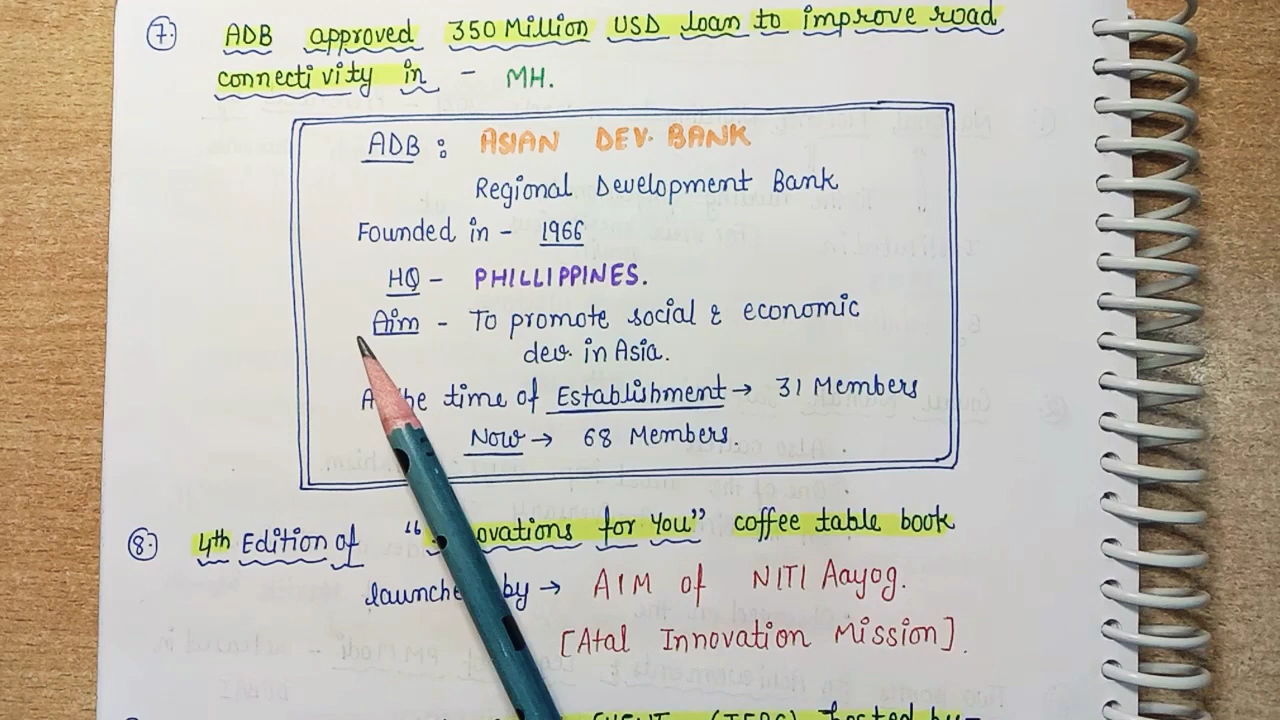 7. ADB approved 350 Million USD loan to improve road
connectivity in - MH.
ADB : ASIAN DEV. BANK
Regional Development Bank
Founded in - 1966
HQ - PHILLIPPINES.
Aim - To promote social & economic
dev. in Asia.
time of Establishment → 31 Members
Now → 68 Members.
8. 4th Edition of " for You" coffee table book
by → AIM of NITI Aayog.
[Atal Innovation Mission].
hosted by-